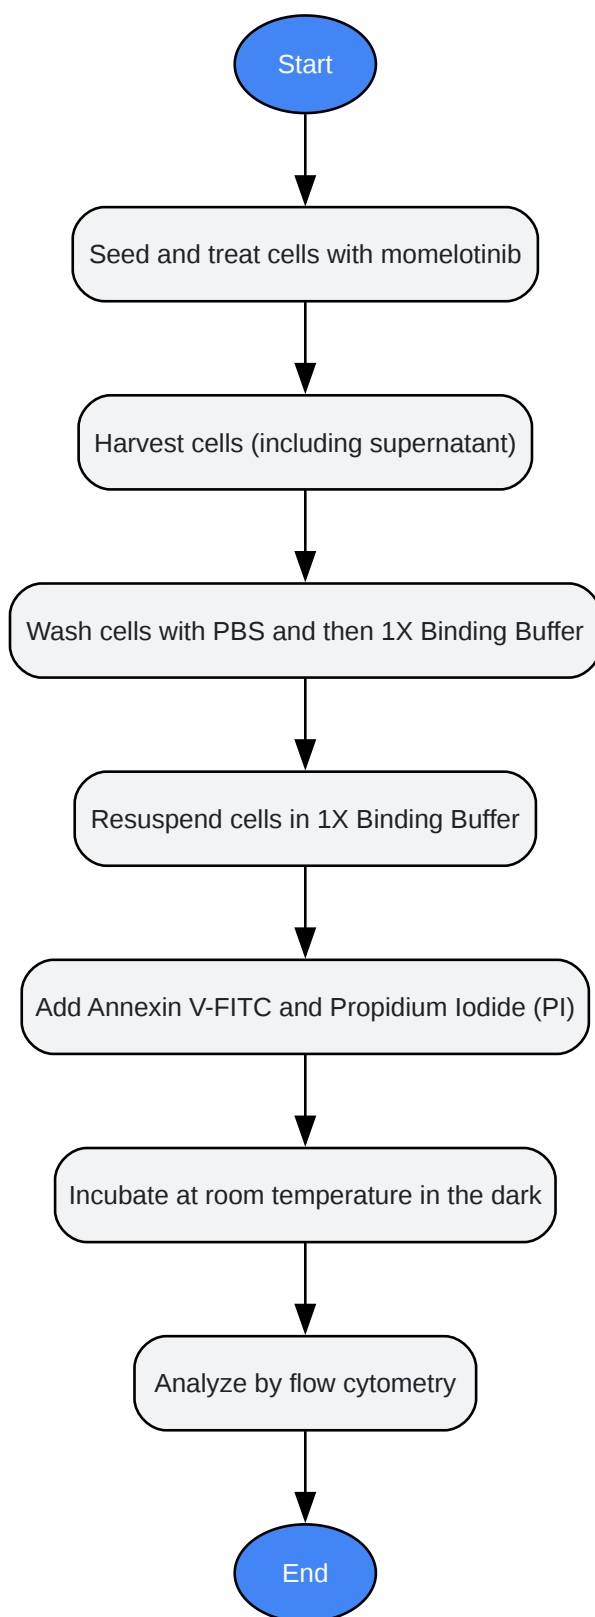 Start
Seed and treat cells with momelotinib
Harvest cells (including supernatant)
Wash cells with PBS and then 1X Binding Buffer
Resuspend cells in 1X Binding Buffer
Add Annexin V-FITC and Propidium Iodide (PI)
Incubate at room temperature in the dark
Analyze by flow cytometry
End